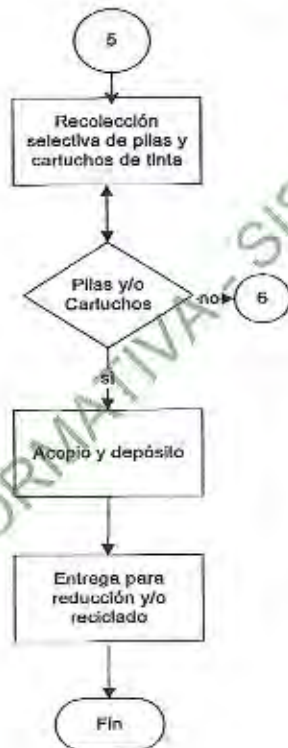 5
Recolección
selectiva de pilas y
cartuchos de tinta
Pilas y/o
Cartuchos
no
6
si
Acopio y depósito
Entrega para
reducción y/o
reciclado
Fin